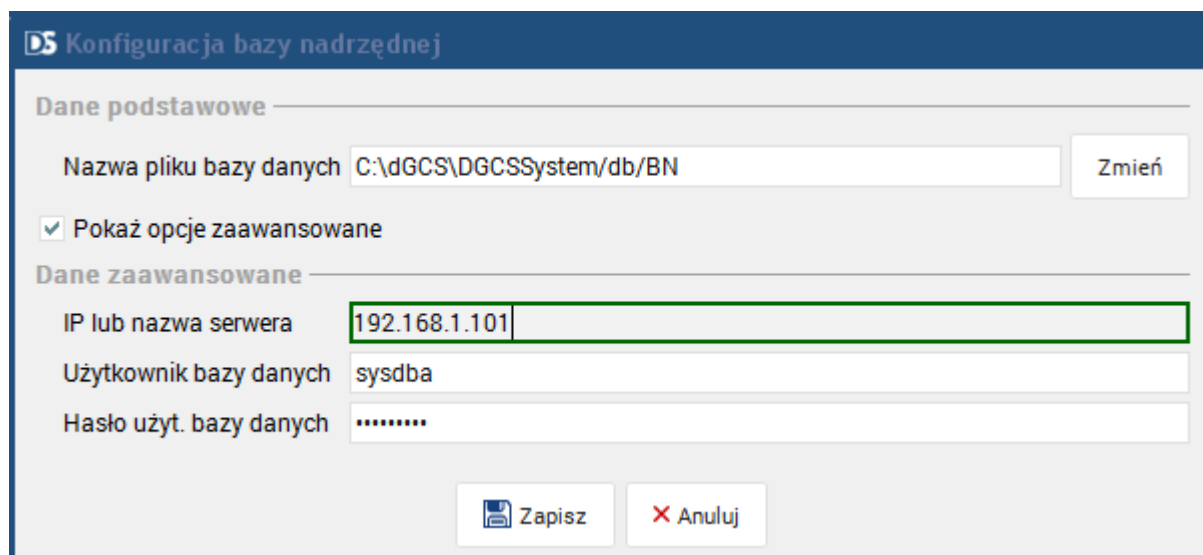 DS Konfiguracja bazy nadrzędnej
Dane podstawowe
Nazwa pliku bazy danych C:\dGCS\DGCSSystem/db/BN Zmień
Pokaż opcje zaawansowane
Dane zaawansowane
IP lub nazwa serwera 192.168.1.101
Użytkownik bazy danych sysdba
Hasło użyt. bazy danych •••••••••
Zapisz Anuluj